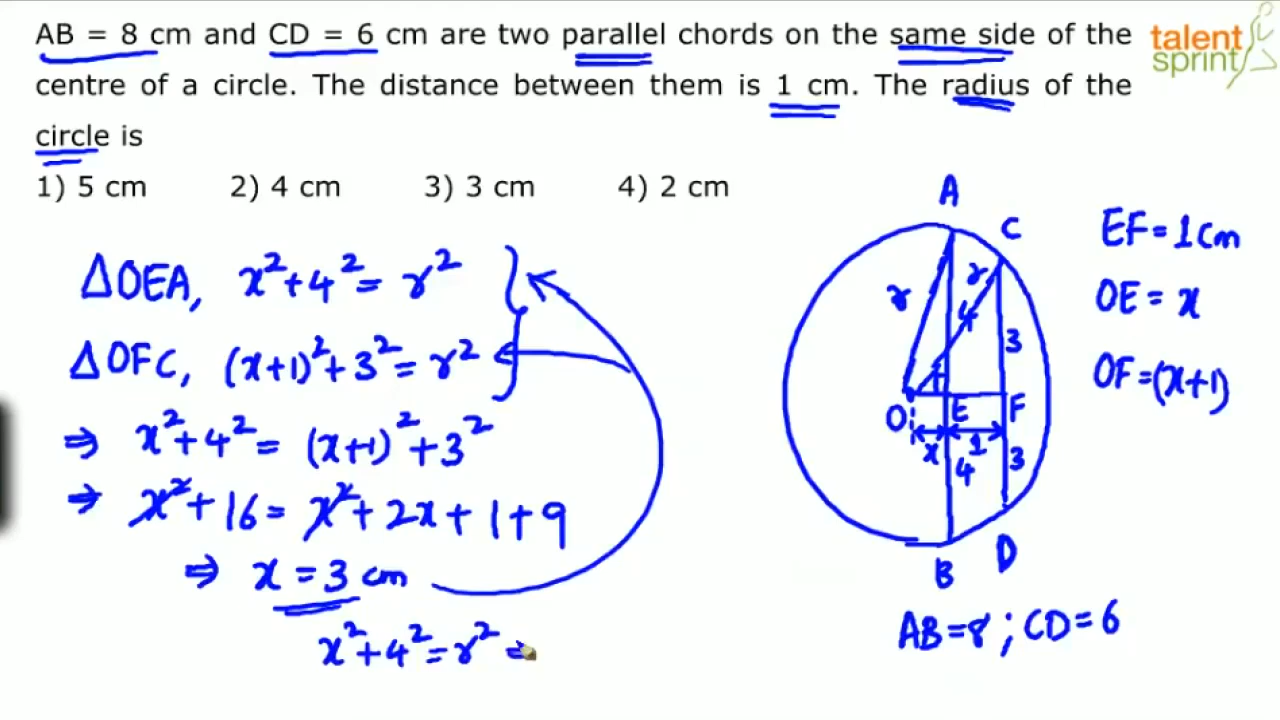 AB = 8 cm and CD = 6 cm are two parallel chords on the same side of the
centre of a circle. The distance between them is 1 cm. The radius of the
circle is
talent
sprint
1) 5 cm 2) 4 cm 3) 3 cm 4) 2 cm
ΔOEA, x²+4² = r²
ΔOFC, (x+1)²+3² = r²
⇒ x²+4² = (x+1)²+3²
⇒ x²+16 = x²+2x+1+9
⇒ x = 3 cm
x²+4² = r² =
A
C
r
r
4
3
O
E
F
x
1
4
3
B
D
EF = 1 cm
OE = x
OF = (x+1)
AB = 8 ; CD = 6